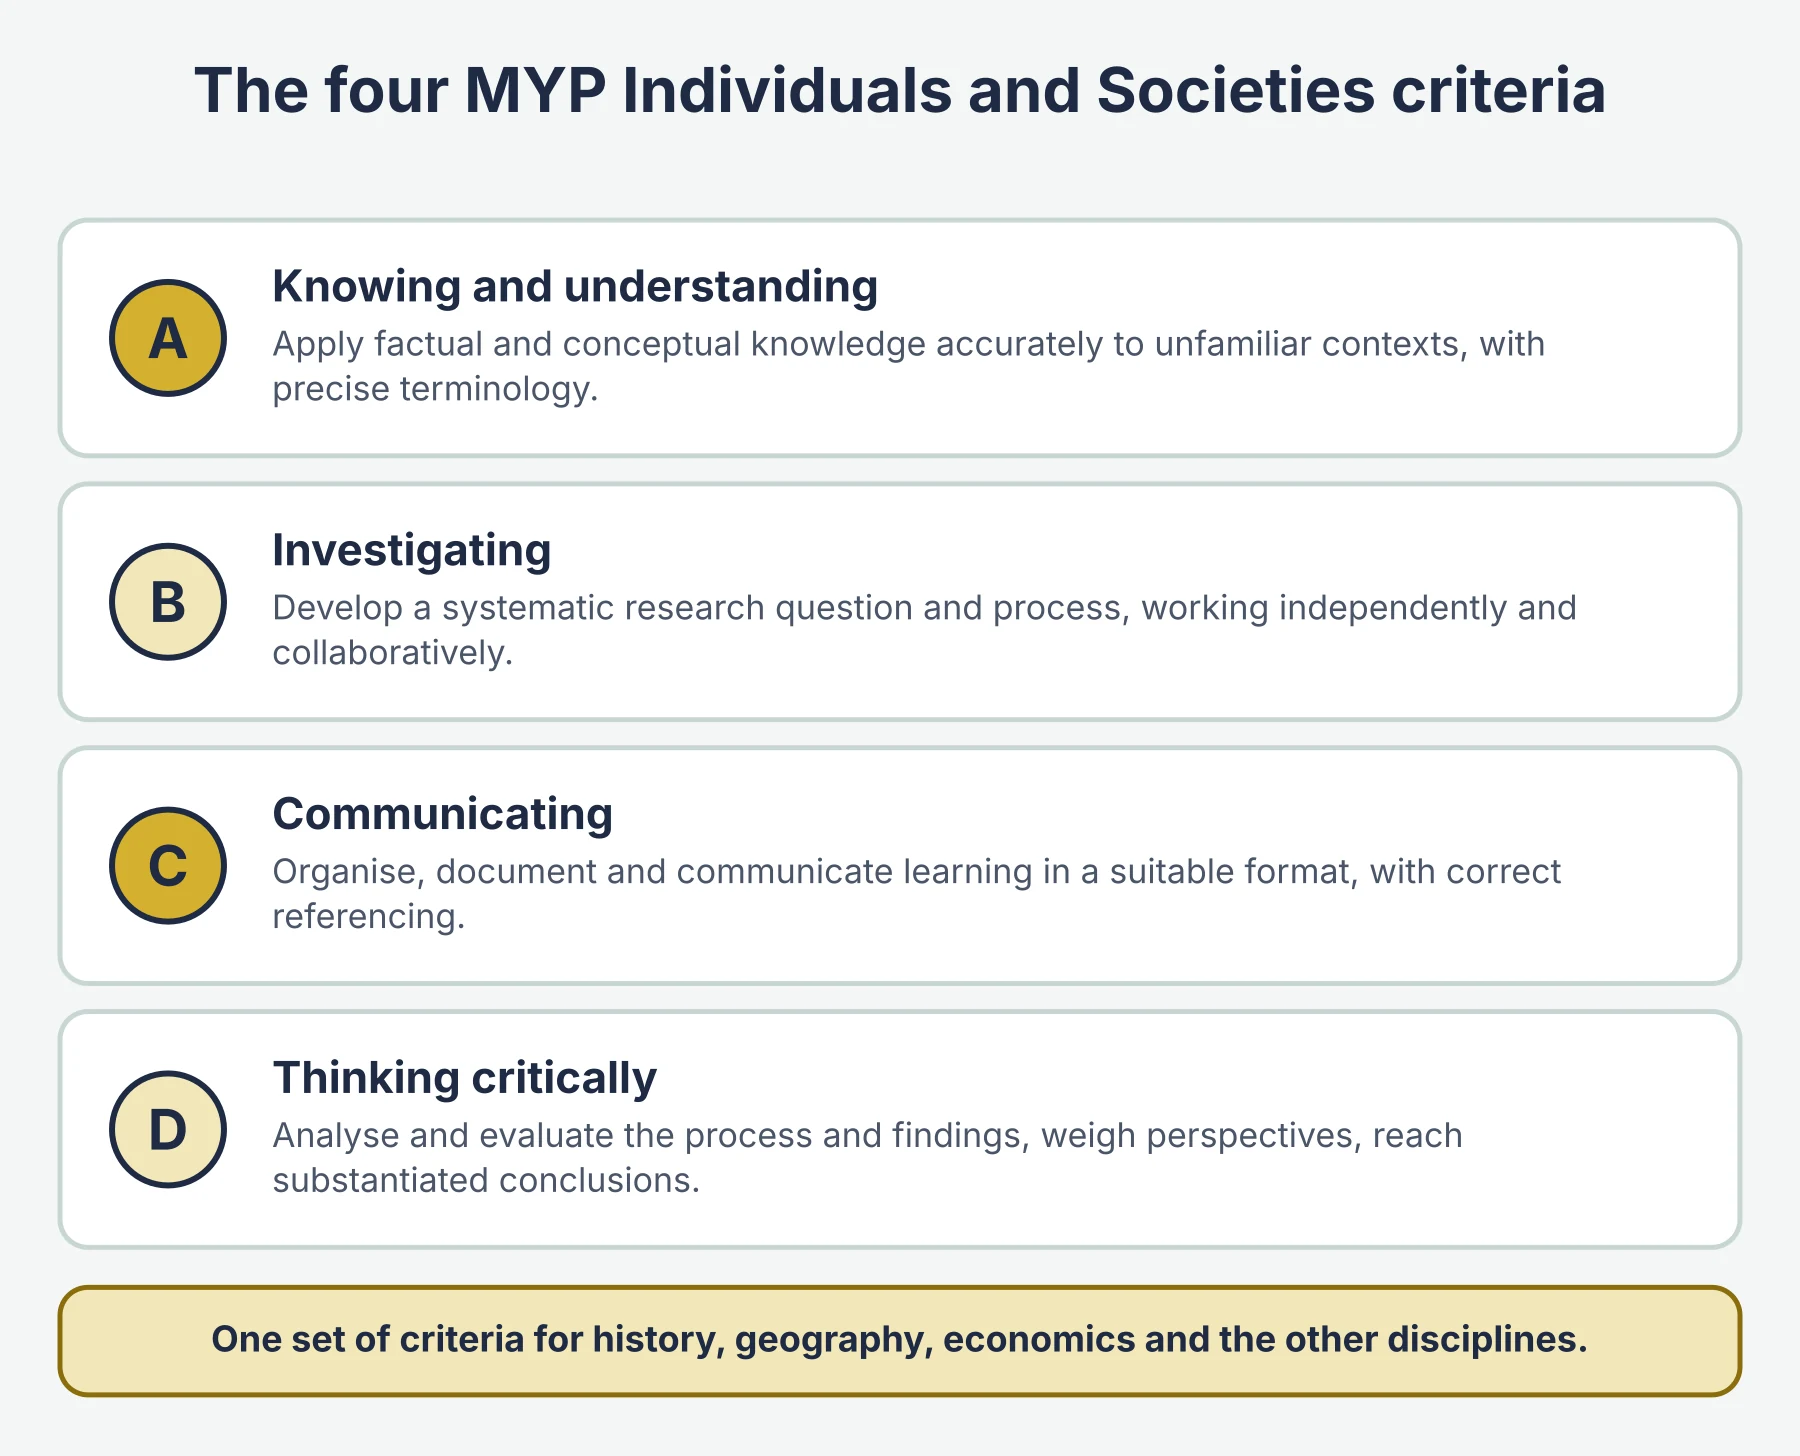 The four MYP Individuals and Societies criteria
A
Knowing and understanding
Apply factual and conceptual knowledge accurately to unfamiliar contexts, with
precise terminology.
B
Investigating
Develop a systematic research question and process, working independently and
collaboratively.
C
Communicating
Organise, document and communicate learning in a suitable format, with correct
referencing.
D
Thinking critically
Analyse and evaluate the process and findings, weigh perspectives, reach
substantiated conclusions.
One set of criteria for history, geography, economics and the other disciplines.